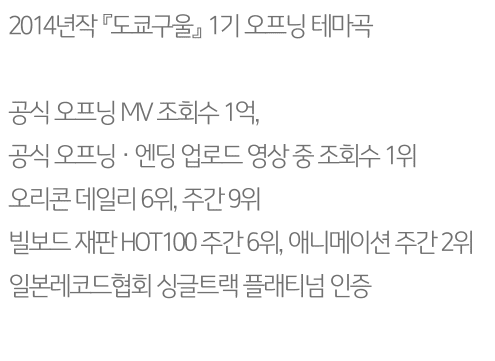 2014년작 『도쿄구울』 1기 오프닝 테마곡
공식 오프닝 MV 조회수 1억,
공식 오프닝 · 엔딩 업로드 영상 중 조회수 1위
오리콘 데일리 6위, 주간 9위
빌보드 재판 HOT100 주간 6위, 애니메이션 주간 2위
일본레코드협회 싱글트랙 플래티넘 인증